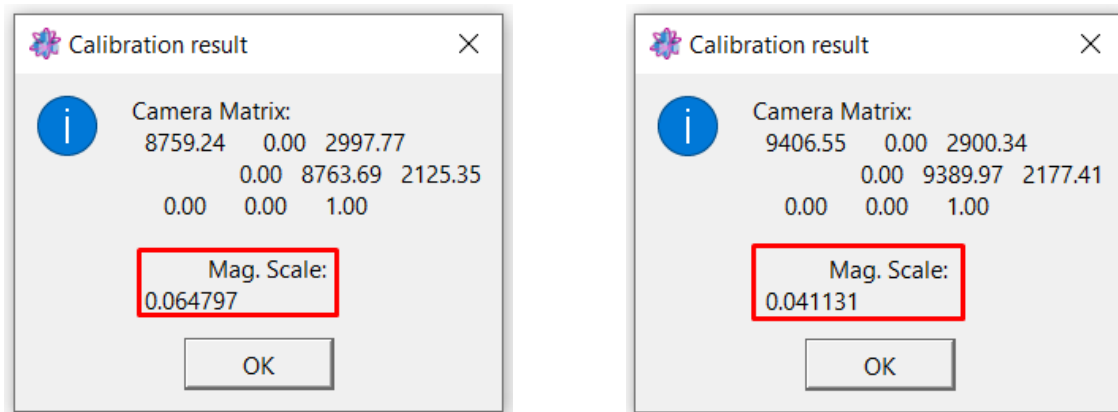 Calibration result
Camera Matrix:
8759.24 0.00 2997.77
0.00 8763.69 2125.35
0.00 0.00 1.00
Mag. Scale:
0.064797
OK
Calibration result
Camera Matrix:
9406.55 0.00 2900.34
0.00 9389.97 2177.41
0.00 0.00 1.00
Mag. Scale:
0.041131
OK